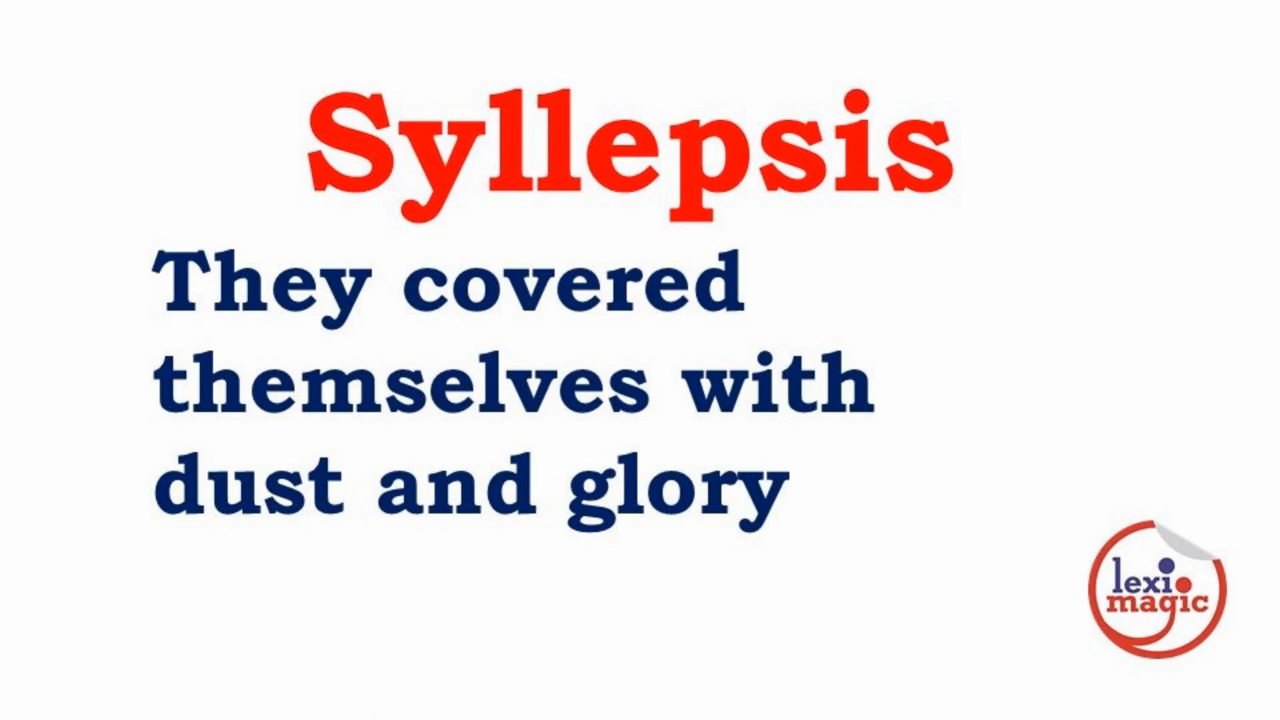 Syllepsis
They covered
themselves with
dust and glory
lexi
magic